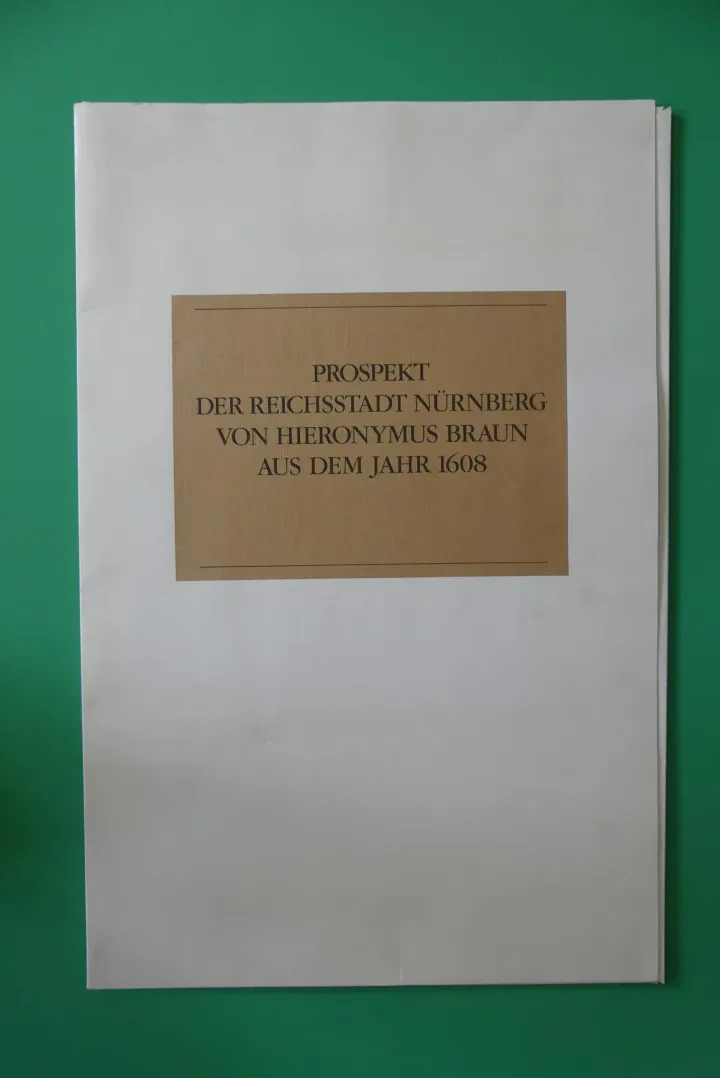 PROSPEKT
DER REICHSSTADT NÜRNBERG
VON HIERONYMUS BRAUN
AUS DEM JAHR 1608